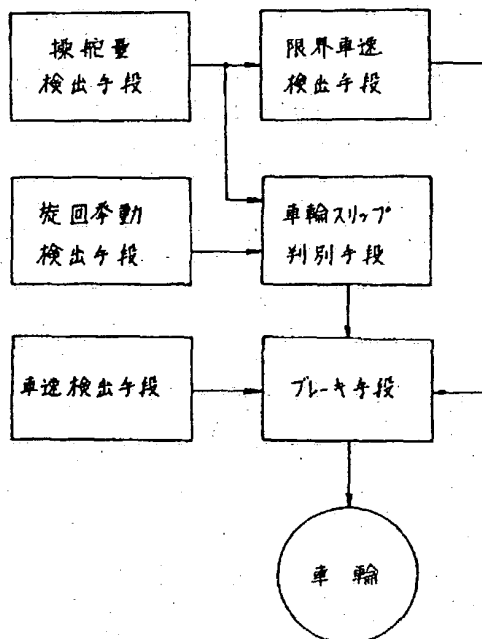 操舵量
検出手段
限界車速
検出手段
旋回挙動
検出手段
車輪スリップ
判別手段
車速検出手段
ブレーキ手段
車輪